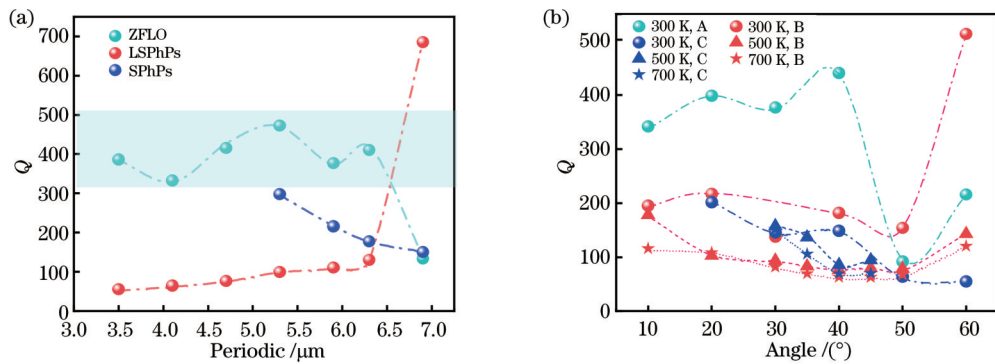 (a)
700
600
500
400
300
200
100
0
Q
ZFLO
LSPhPs
SPhPs
3.0 3.5 4.0 4.5 5.0 5.5 6.0 6.5 7.0
Periodic /μm
(b)
500
400
300
200
100
0
Q
300 K, A 300 K, B
300 K, C 500 K, B
500 K, C 700 K, B
700 K, C
10 20 30 40 50 60
Angle /(°)